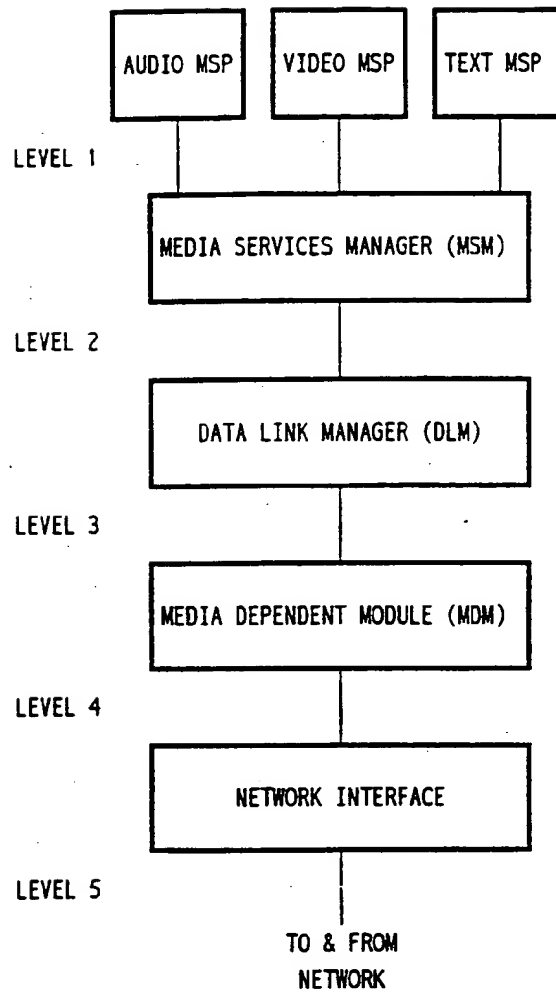 AUDIO MSP
VIDEO MSP
TEXT MSP
LEVEL 1
MEDIA SERVICES MANAGER (MSM)
LEVEL 2
DATA LINK MANAGER (DLM)
LEVEL 3
MEDIA DEPENDENT MODULE (MDM)
LEVEL 4
NETWORK INTERFACE
LEVEL 5
TO & FROM
NETWORK